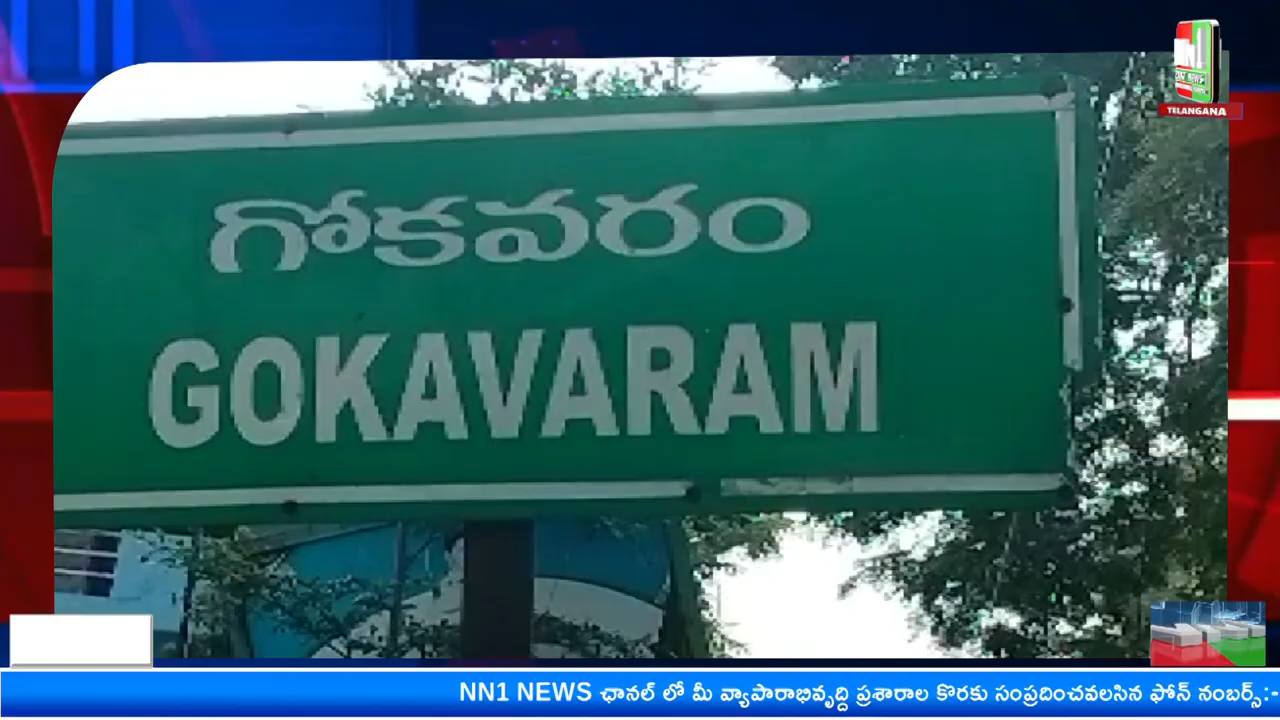 TELANGANA
గోకవరం
GOKAVARAM
NN1 NEWS ఛానల్ లో మీ వ్యాపారాభివృద్ది ప్రశారాల కొరకు సంప్రదించవలసిన ఫోన్ నంబర్స్:-